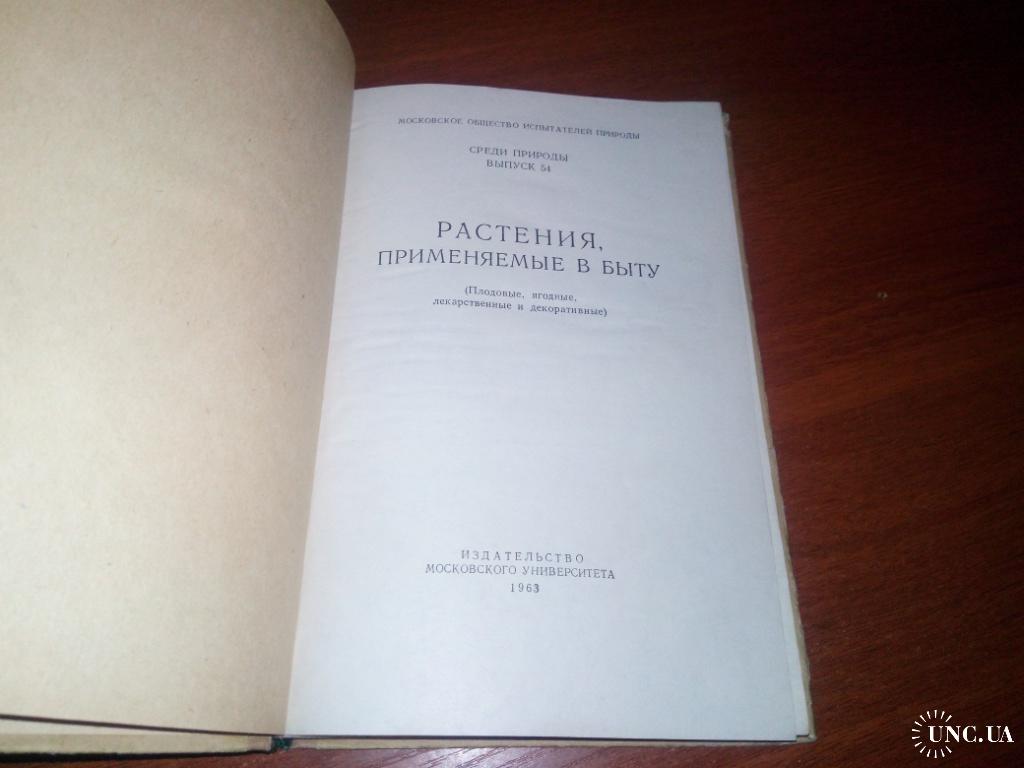 МОСКОВСКОЕ ОБЩЕСТВО ИСПЫТАТЕЛЕЙ ПРИРОДЫ
СРЕДИ ПРИРОДЫ
ВЫПУСК 54
РАСТЕНИЯ,
ПРИМЕНЯЕМЫЕ В БЫТУ
(Плодовые, ягодные,
лекарственные и декоративные)
ИЗДАТЕЛЬСТВО
МОСКОВСКОГО УНИВЕРСИТЕТА
1963
UNC.UA